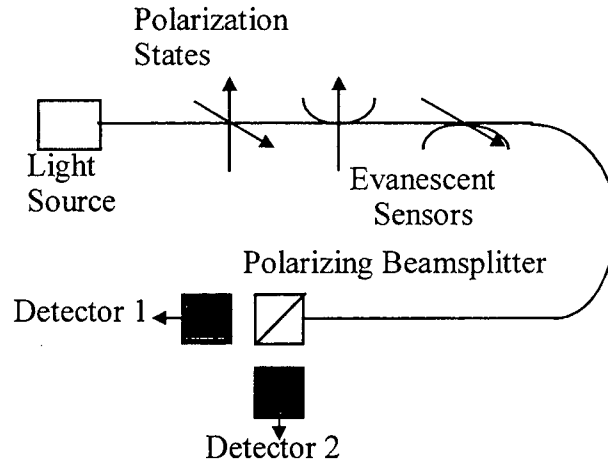 Polarization
States
Light
Source
Evanescent
Sensors
Polarizing Beamsplitter
Detector 1
Detector 2